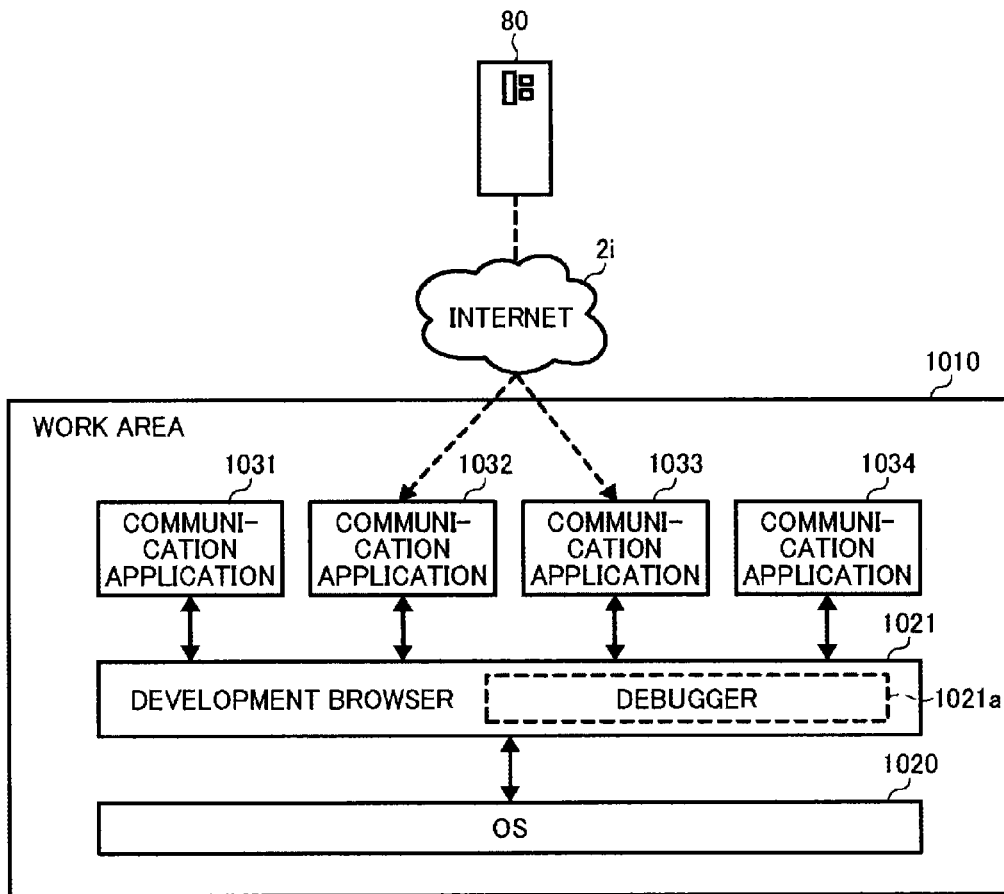 80
2i
INTERNET
1010
WORK AREA
1031
1032
1033
1034
COMMUNI-
CATION
APPLICATION
COMMUNI-
CATION
APPLICATION
COMMUNI-
CATION
APPLICATION
COMMUNI-
CATION
APPLICATION
1021
DEVELOPMENT BROWSER
DEBUGGER
1021a
1020
OS